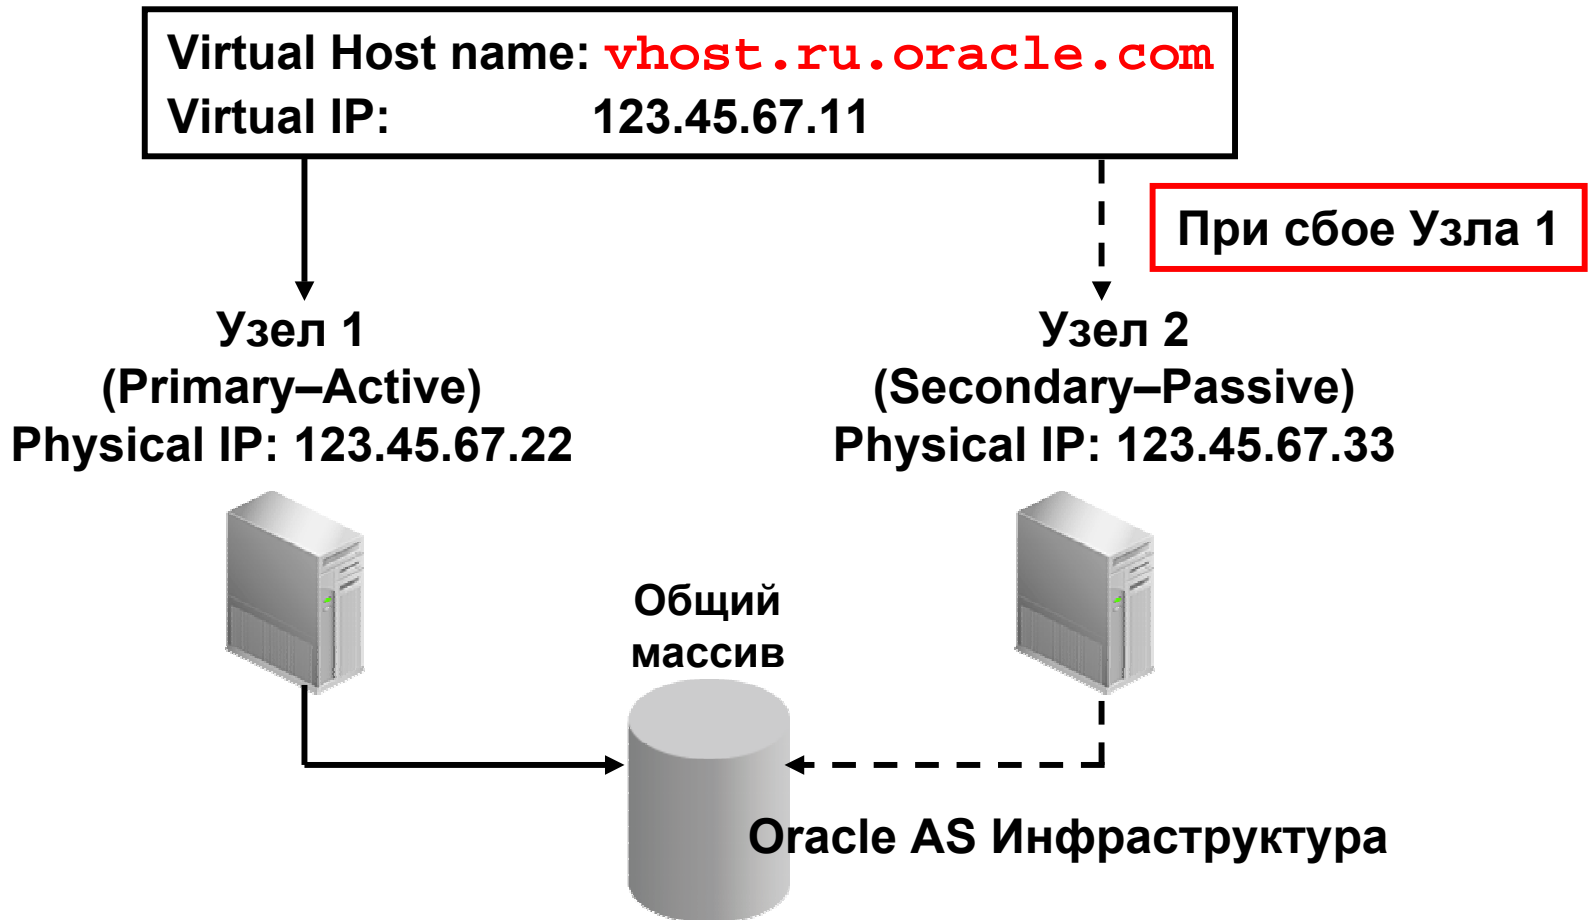 Virtual Host name: vhost.ru.oracle.com
Virtual IP: 123.45.67.11
При сбое Узла 1
Узел 1
(Primary–Active)
Physical IP: 123.45.67.22
Узел 2
(Secondary–Passive)
Physical IP: 123.45.67.33
Общий
массив
Oracle AS Инфраструктура